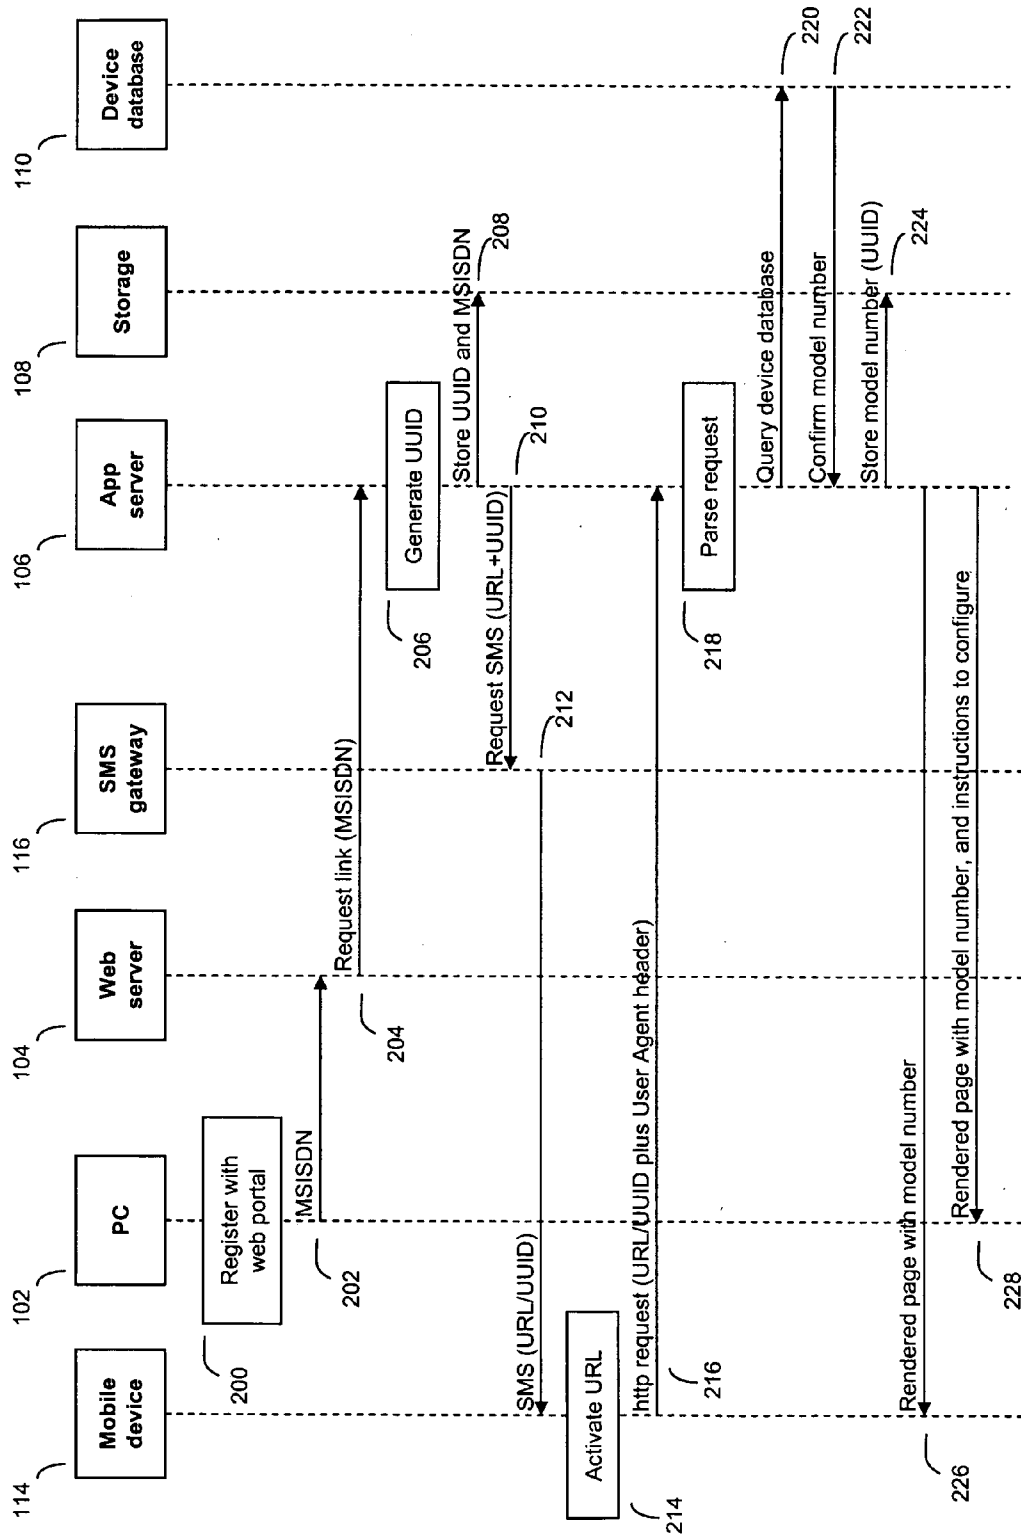 114
102
104
116
106
108
110
Mobile
device
PC
Web
server
SMS
gateway
App
server
Storage
Device
database
200
Register with
web portal
MSISDN
202
Request link (MSISDN)
204
Generate UUID
206
Store UUID and MSISDN
208
Request SMS (URL+UUID)
210
SMS (URL/UUID)
212
Activate URL
214
http request (URL/UUID plus User Agent header)
216
Parse request
218
Query device database
220
Confirm model number
222
Store model number (UUID)
224
Rendered page with model number
226
Rendered page with model number, and instructions to configure
228